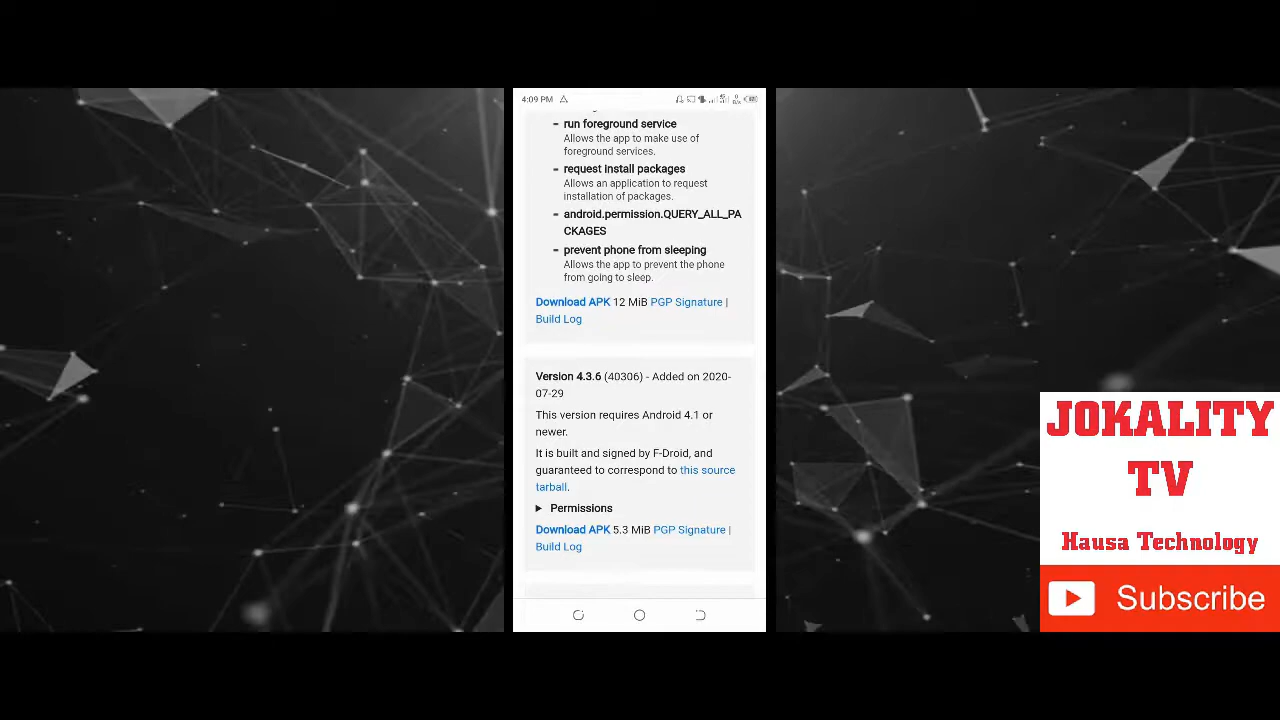 4:09 PM
- run foreground service
Allows the app to make use of
foreground services.
- request install packages
Allows an application to request
installation of packages.
- android.permission.QUERY_ALL_PA
CKAGES
- prevent phone from sleeping
Allows the app to prevent the phone
from going to sleep.
Download APK 12 MiB PGP Signature |
Build Log
Version 4.3.6 (40306) - Added on 2020-
07-29
This version requires Android 4.1 or
newer.
It is built and signed by F-Droid, and
guaranteed to correspond to this source
tarball.
Permissions
Download APK 5.3 MiB PGP Signature |
Build Log
JOKALITY
TV
Hausa Technology
Subscribe